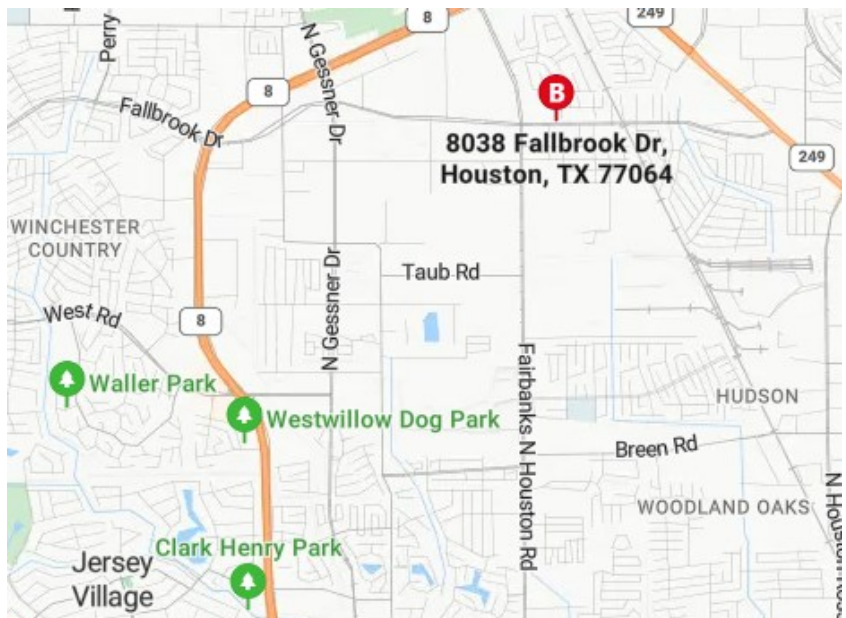 8
249
N Gessner Dr
Perry
8
B
Fallbrook Dr
8038 Fallbrook Dr,
Houston, TX 77064
249
WINCHESTER
COUNTRY
Taub Rd
N Gessner Dr
West Rd
8
Fairbanks N Houston Rd
Waller Park
Westwillow Dog Park
HUDSON
Breen Rd
WOODLAND OAKS
Clark Henry Park
Jersey
Village